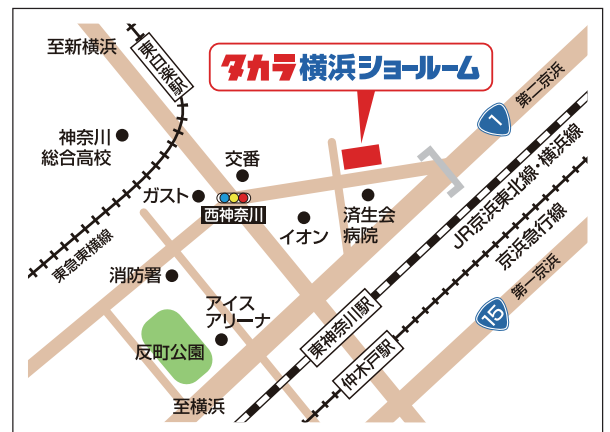 至新横浜
東白楽駅
タカラ横浜ショールーム
1
第二京浜
神奈川
総合高校
交番
ガスト
西神奈川
イオン
済生会
病院
JR京浜東北線・横浜線
京浜急行線
東急東横線
消防署
アイス
アリーナ
反町公園
東神奈川駅
仲木戸駅
15
第一京浜
至横浜